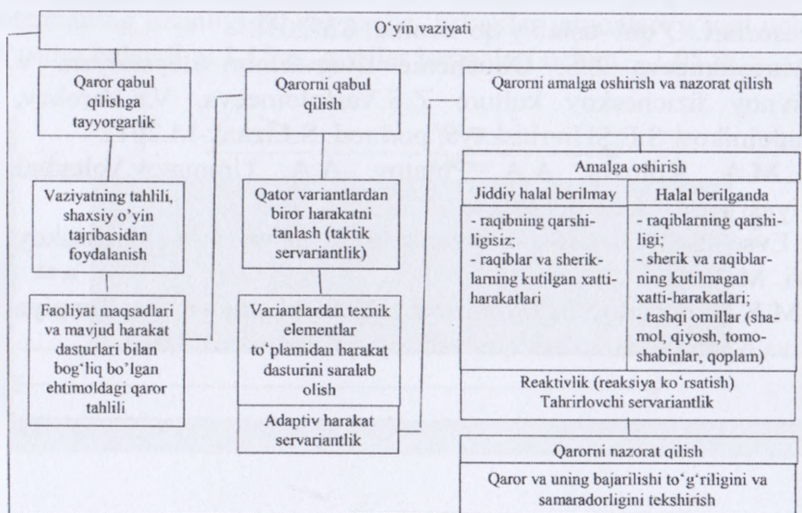 O‘yin vaziyati
Qaror qabul
qilishga
tayyorgarlik
Qarorni qabul
qilish
Qarorni amalga oshirish va nazorat qilish
Amalga oshirish
Vaziyatning tahlili,
shaxsiy o’yin
tajribasidan
foydalanish
Qator variantlardan
biror harakatni
tanlash (taktik
servariantlik)
Jiddiy halal berilmay
- raqibning qarshi-
ligisiz;
- raqiblar va sherik-
larning kutilgan xatti-
harakatlari
Halal berilganda
- raqiblarning qarshi-
ligi;
- sherik va raqiblar-
ning kutilmagan
xatti-harakatlari;
- tashqi omillar (sha-
mol, qiyosh, tomo-
shabinlar, qoplam)
Faoliyat maqsadlari
va mavjud harakat
dasturlari bilan
bog‘liq bo‘lgan
ehtimoldagi qaror
tahlili
Variantlardan texnik
elementlar
to‘plamidan harakat
dasturini saralab
olish
Adaptiv harakat
servariantlik
Reaktivlik (reaksiya ko‘rsatish)
Tahrirlovchi servariantlik
Qarorni nazorat qilish
Qaror va uning bajarilishi to‘g‘riligini va
samaradorligini tekshirish